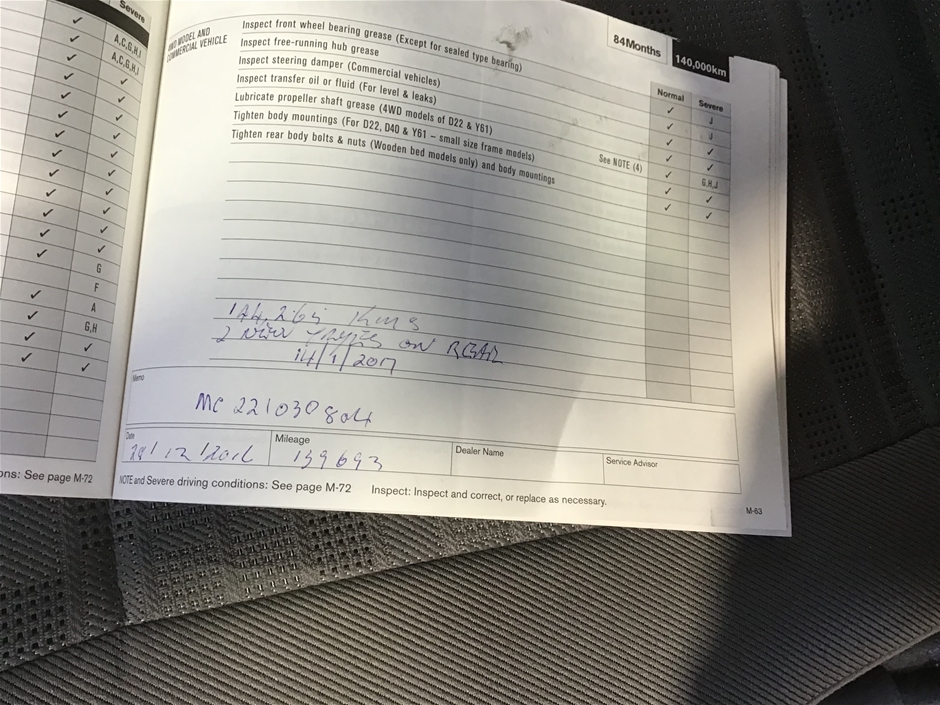 Severe
A,C,G,H,I
A,C,G,H,I
G
F
A
G,H
ons: See page M-72
4WD MODEL AND
COMMERCIAL VEHICLE
84Months
140,000km
Normal Severe
Inspect front wheel bearing grease (Except for sealed type bearing) ✓ J
Inspect free-running hub grease ✓ J
Inspect steering damper (Commercial vehicles) ✓ ✓
Inspect transfer oil or fluid (For level & leaks) ✓ ✓
Lubricate propeller shaft grease (4WD models of D22 & Y61) See NOTE (4) ✓ G,H,J
Tighten body mountings (For D22, D40 & Y61 – small size frame models) ✓ ✓
Tighten rear body bolts & nuts (Wooden bed models only) and body mountings ✓ ✓
Kms
2 New on REAR
14/1/2017
Memo
MC 221030
Date Mileage Dealer Name Service Advisor
28/12/2016 139693
NOTE and Severe driving conditions: See page M-72 Inspect: Inspect and correct, or replace as necessary.
M-63